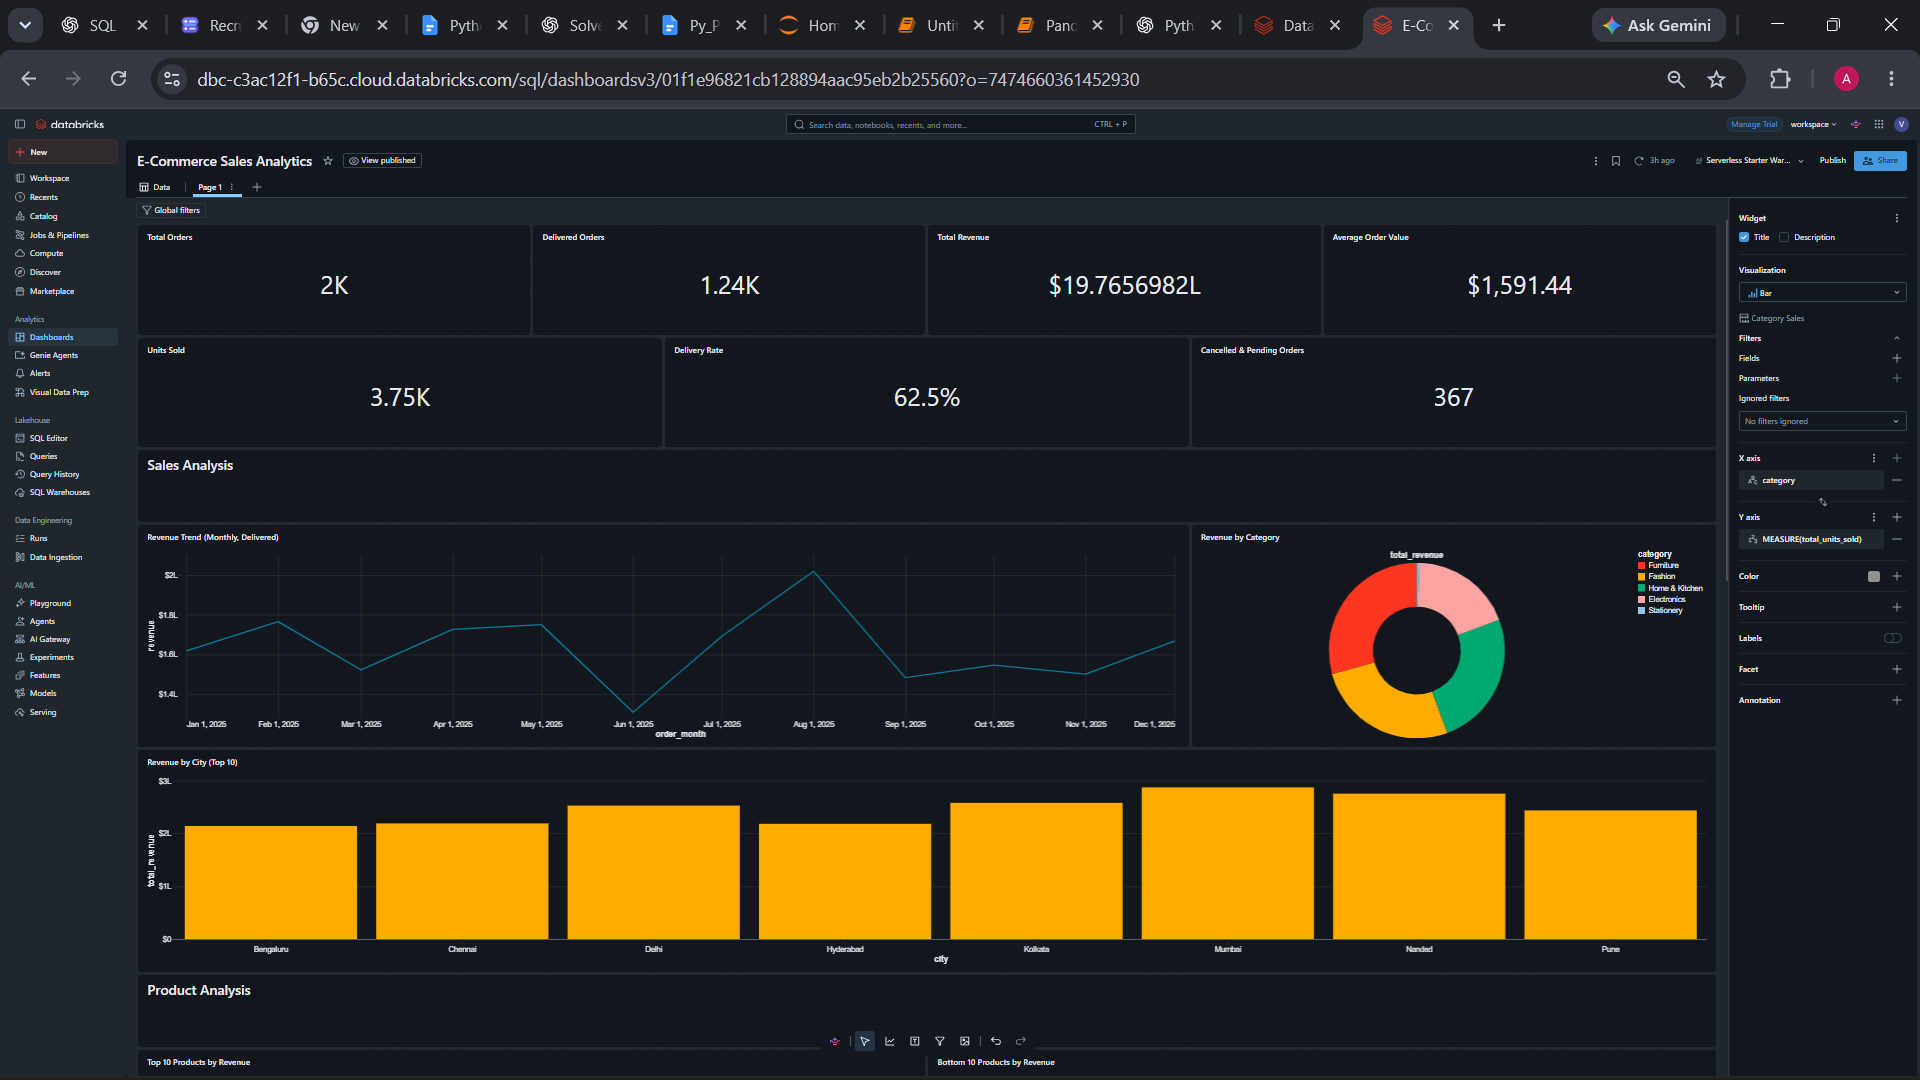 SQL
Recru
New
Pyth
Solve
Py_P
Hom
Unti
Pand
Pyth
Data
E-Co
Ask Gemini
dbc-c3ac12f1-b65c.cloud.databricks.com/sql/dashboardsv3/01f1e96821cb128894aac95eb2b25560?o=7474660361452930
A
databricks
Search data, notebooks, recents, and more...
CTRL + P
Manage Trial
workspace
V
New
Workspace
Recents
Catalog
Jobs & Pipelines
Compute
Discover
Marketplace
Analytics
Dashboards
Genie Agents
Alerts
Visual Data Prep
Lakehouse
SQL Editor
Queries
Query History
SQL Warehouses
Data Engineering
Runs
Data Ingestion
AI/ML
Playground
Agents
AI Gateway
Experiments
Features
Models
Serving
E-Commerce Sales Analytics
View published
3h ago
Serverless Starter War...
Publish
Share
Data
Page 1
Global filters
Total Orders
2K
Delivered Orders
1.24K
Total Revenue
$19.7656982L
Average Order Value
$1,591.44
Units Sold
3.75K
Delivery Rate
62.5%
Cancelled & Pending Orders
367
Sales Analysis
Revenue Trend (Monthly, Delivered)
revenue
$2L
$1.8L
$1.6L
$1.4L
Jan 1, 2025
Feb 1, 2025
Mar 1, 2025
Apr 1, 2025
May 1, 2025
Jun 1, 2025
Jul 1, 2025
Aug 1, 2025
Sep 1, 2025
Oct 1, 2025
Nov 1, 2025
Dec 1, 2025
order_month
Revenue by Category
total_revenue
category
Furniture
Fashion
Home & Kitchen
Electronics
Stationery
Revenue by City (Top 10)
total_revenue
$3L
$2L
$1L
$0
Bengaluru
Chennai
Delhi
Hyderabad
Kolkata
Mumbai
Nanded
Pune
city
Product Analysis
Top 10 Products by Revenue
Bottom 10 Products by Revenue
Widget
Title
Description
Visualization
Bar
Category Sales
Filters
Fields
Parameters
Ignored filters
No filters ignored
X axis
category
Y axis
MEASURE(total_units_sold)
Color
Tooltip
Labels
Facet
Annotation